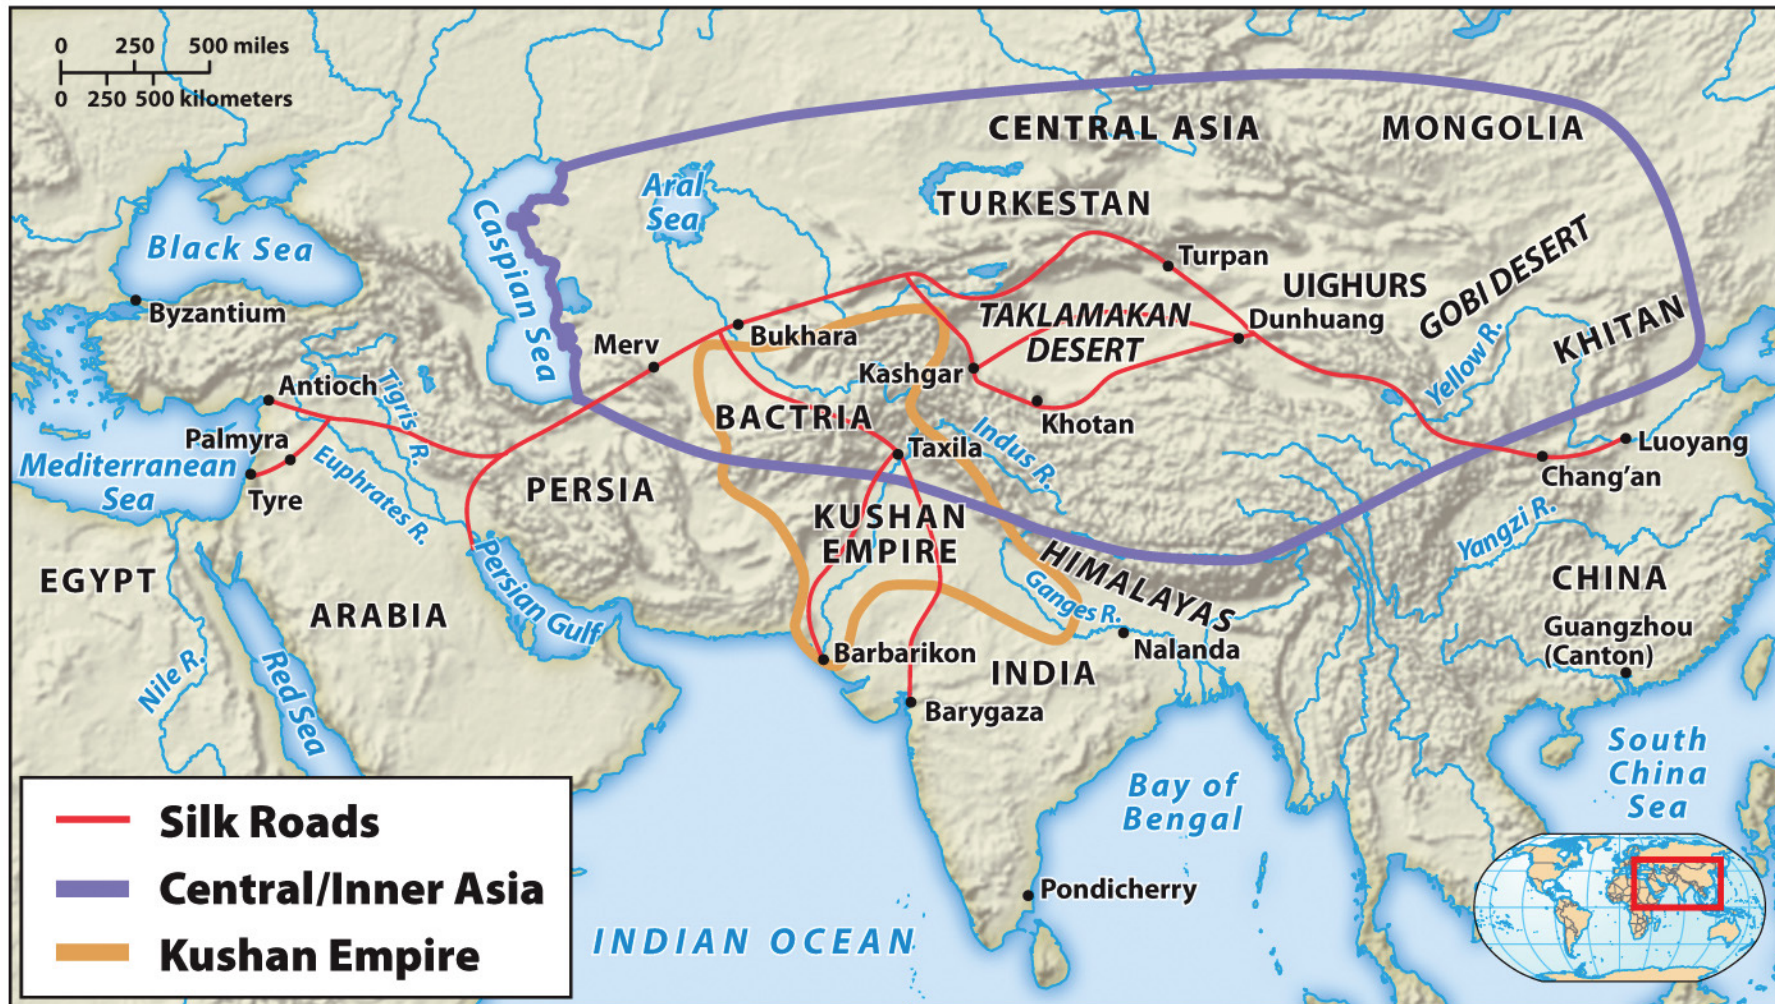 0 250 500 miles
0 250 500 kilometers
CENTRAL ASIA
MONGOLIA
Aral
Sea
TURKESTAN
Caspian Sea
Black Sea
Turpan
UIGHURS
GOBI DESERT
Byzantium
TAKLAMAKAN
DESERT
Dunhuang
KHITAN
Bukhara
Merv
Kashgar
Yellow R.
Antioch
Tigris R.
BACTRIA
Khotan
Palmyra
Taxila
Indus R.
Luoyang
Mediterranean
Sea
Tyre
Euphrates R.
PERSIA
Chang'an
KUSHAN
EMPIRE
Yangzi R.
EGYPT
Persian Gulf
HIMALAYAS
CHINA
ARABIA
Ganges R.
Guangzhou
(Canton)
Nile R.
Red Sea
Barbarikon
Nalanda
INDIA
Barygaza
South
China
Sea
Bay of
Bengal
Silk Roads
Central/Inner Asia
Kushan Empire
Pondicherry
INDIAN OCEAN